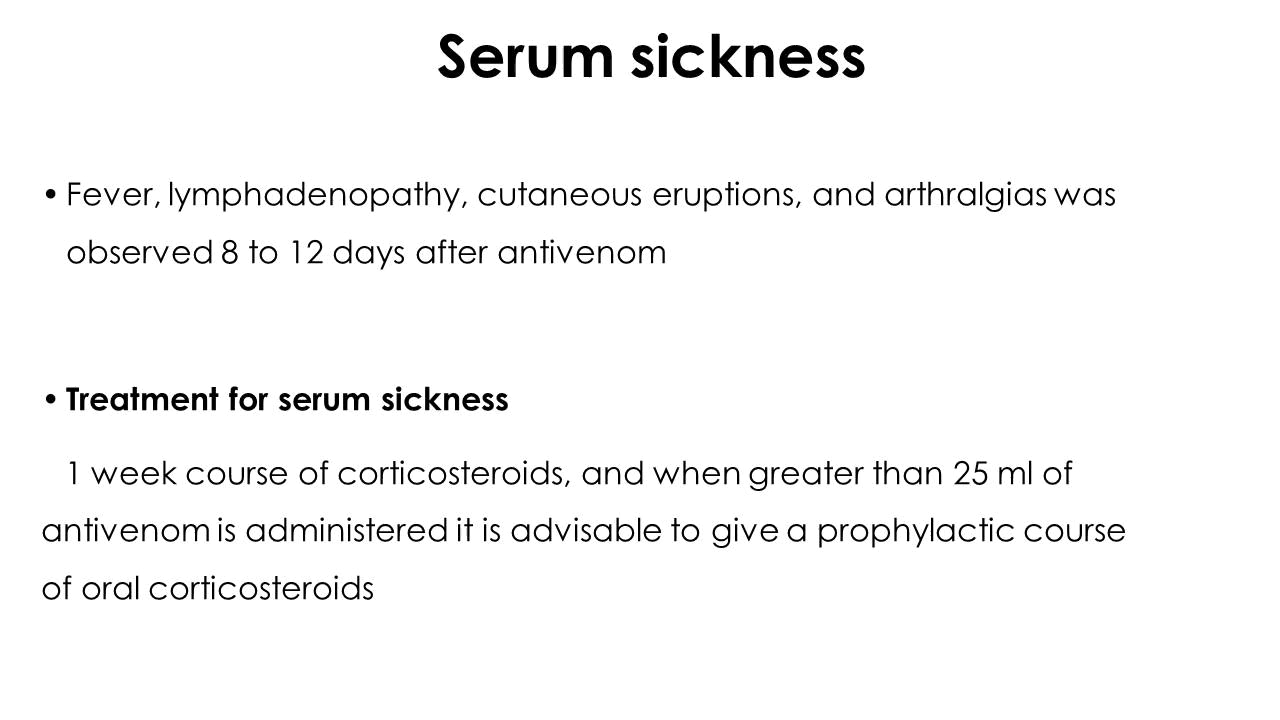 Serum sickness
• Fever, lymphadenopathy, cutaneous eruptions, and arthralgias was
observed 8 to 12 days after antivenom
• Treatment for serum sickness
1 week course of corticosteroids, and when greater than 25 ml of
antivenom is administered it is advisable to give a prophylactic course
of oral corticosteroids